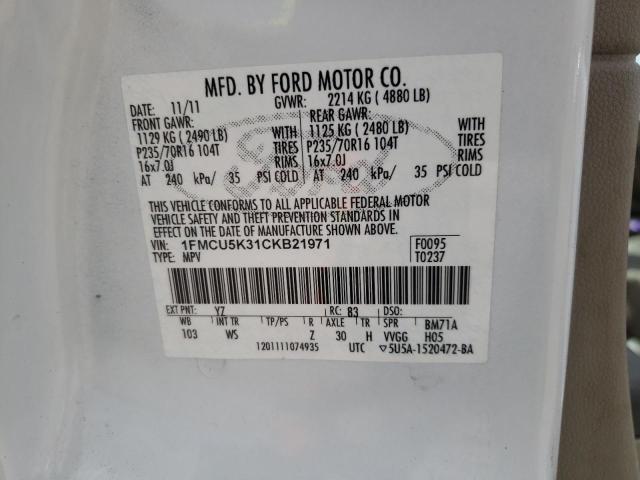 MFD. BY FORD MOTOR CO.
DATE: 11/11 GVWR: 2214 KG ( 4880 LB)
FRONT GAWR: REAR GAWR:
1129 KG ( 2490 LB) WITH 1125 KG ( 2480 LB) WITH
P235/70R16 104T TIRES P235/70R16 104T TIRES
16x7.0J RIMS 16x7.0J RIMS
AT 240 kPa/ 35 PSI COLD AT 240 kPa/ 35 PSI COLD
Ford
THIS VEHICLE CONFORMS TO ALL APPLICABLE FEDERAL MOTOR
VEHICLE SAFETY AND THEFT PREVENTION STANDARDS IN
EFFECT ON THE DATE OF MANUFACTURE SHOWN ABOVE.
VIN: 1FMCU5K31CKB21971 F0095
TYPE: MPV T0237
EXT PNT: YZ RC: 83 DSO:
WB INT TR TP/PS R AXLE TR SPR BM71A
103 WS Z 30 H VVGG H05
1201111074935 UTC ▽5U5A-1520472-BA